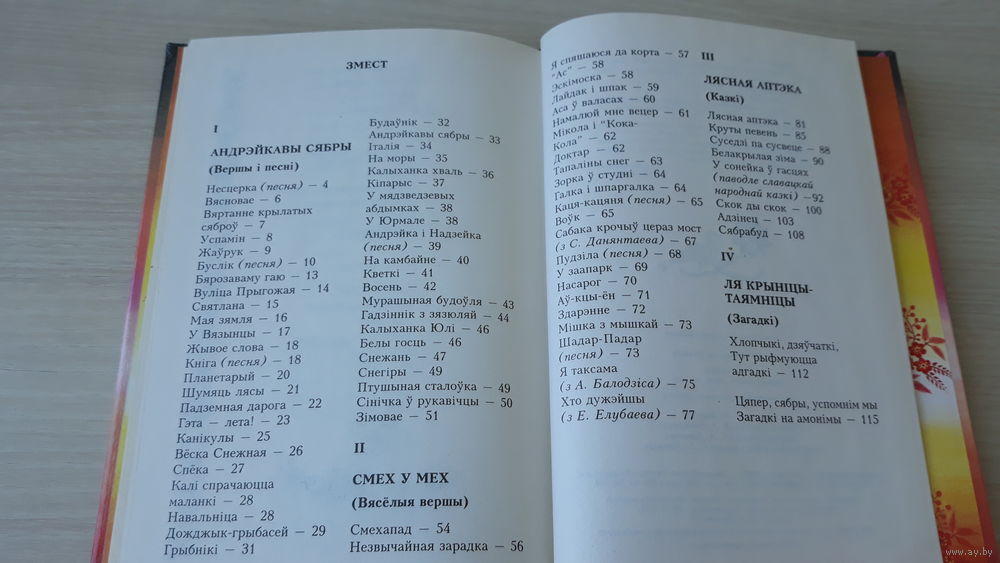 ЗМЕСТ
I
АНДРЭЙКАВЫ СЯБРЫ
(Вершы і песні)
Несцерка (песня) — 4
Вясновае — 6
Вяртанне крылатых
сяброў — 7
Успамін — 8
Жаўрук — 9
Буслік (песня) — 10
Бярозаваму гаю — 13
Вуліца Прыгожая — 14
Святлана — 15
Мая зямля — 16
У Вязынцы — 17
Жывое слова — 18
Кніга (песня) — 18
Планетарый — 20
Шумяць лясы — 21
Падземная дарога — 22
Гэта — лета! — 23
Канікулы — 25
Вёска Снежная — 26
Спёка — 27
Калі спрачаюцца
маланкі — 28
Навальніца — 28
Дожджык-грыбасей — 29
Грыбнікі — 31
Будаўнік — 32
Андрэйкавы сябры — 33
Італія — 34
На моры — 35
Калыханка хваль — 36
Кіпарыс — 37
У мядзведзевых
абдымках — 38
У Юрмале — 38
Андрэйка і Надзейка
(песня) — 39
На камбайне — 40
Кветкі — 41
Восень — 42
Мурашыная будоўля — 43
Гадзіннік з зязюляй — 44
Калыханка Юлі — 46
Белы госць — 46
Снежань — 47
Снегіры — 49
Птушыная сталоўка — 49
Сінічка ў рукавічцы — 50
Зімовае — 51
II
СМЕХ У МЕХ
(Вясёлыя вершы)
Смехапад — 54
Незвычайная зарадка — 56
Я спяшаюся да корта — 57
"Ас" — 58
Эскімоска — 58
Лайдак і шпак — 59
Аса ў валасах — 60
Намалюй мне вецер — 61
Мікола і "Кока-
Кола" — 62
Доктар — 62
Тапаліны снег — 63
Зорка ў студні — 64
Галка і шпаргалка — 64
Каця-кацяня (песня) — 65
Воўк — 65
Сабака крочыў цераз мост
(з С. Данянтаева) — 67
Пудзіла (песня) — 68
У заапарк — 69
Насарог — 70
Аў-кцы-ён — 71
Здарэнне — 72
Мішка з мышкай — 73
Шадар-Падар
(песня) — 73
Я таксама
(з А. Балодзіса) — 75
Хто дужэйшы
(з Е. Елубаева) — 77
III
ЛЯСНАЯ АПТЭКА
(Казкі)
Лясная аптэка — 81
Круты певень — 85
Суседзі па сусвеце — 88
Белакрылая зіма — 90
У сонейка ў гасцях
(паводле славацкай
народнай казкі) —92
Скок ды скок — 100
Адзінец — 103
Сябрабуд — 108
IV
ЛЯ КРЫНІЦЫ-
ТАЯМНІЦЫ
(Загадкі)
Хлопчыкі, дзяўчаткі,
Тут рыфмуюцца
адгадкі — 112
Цяпер, сябры, успомнім мы
Загадкі на амонімы — 115
www.ay.by